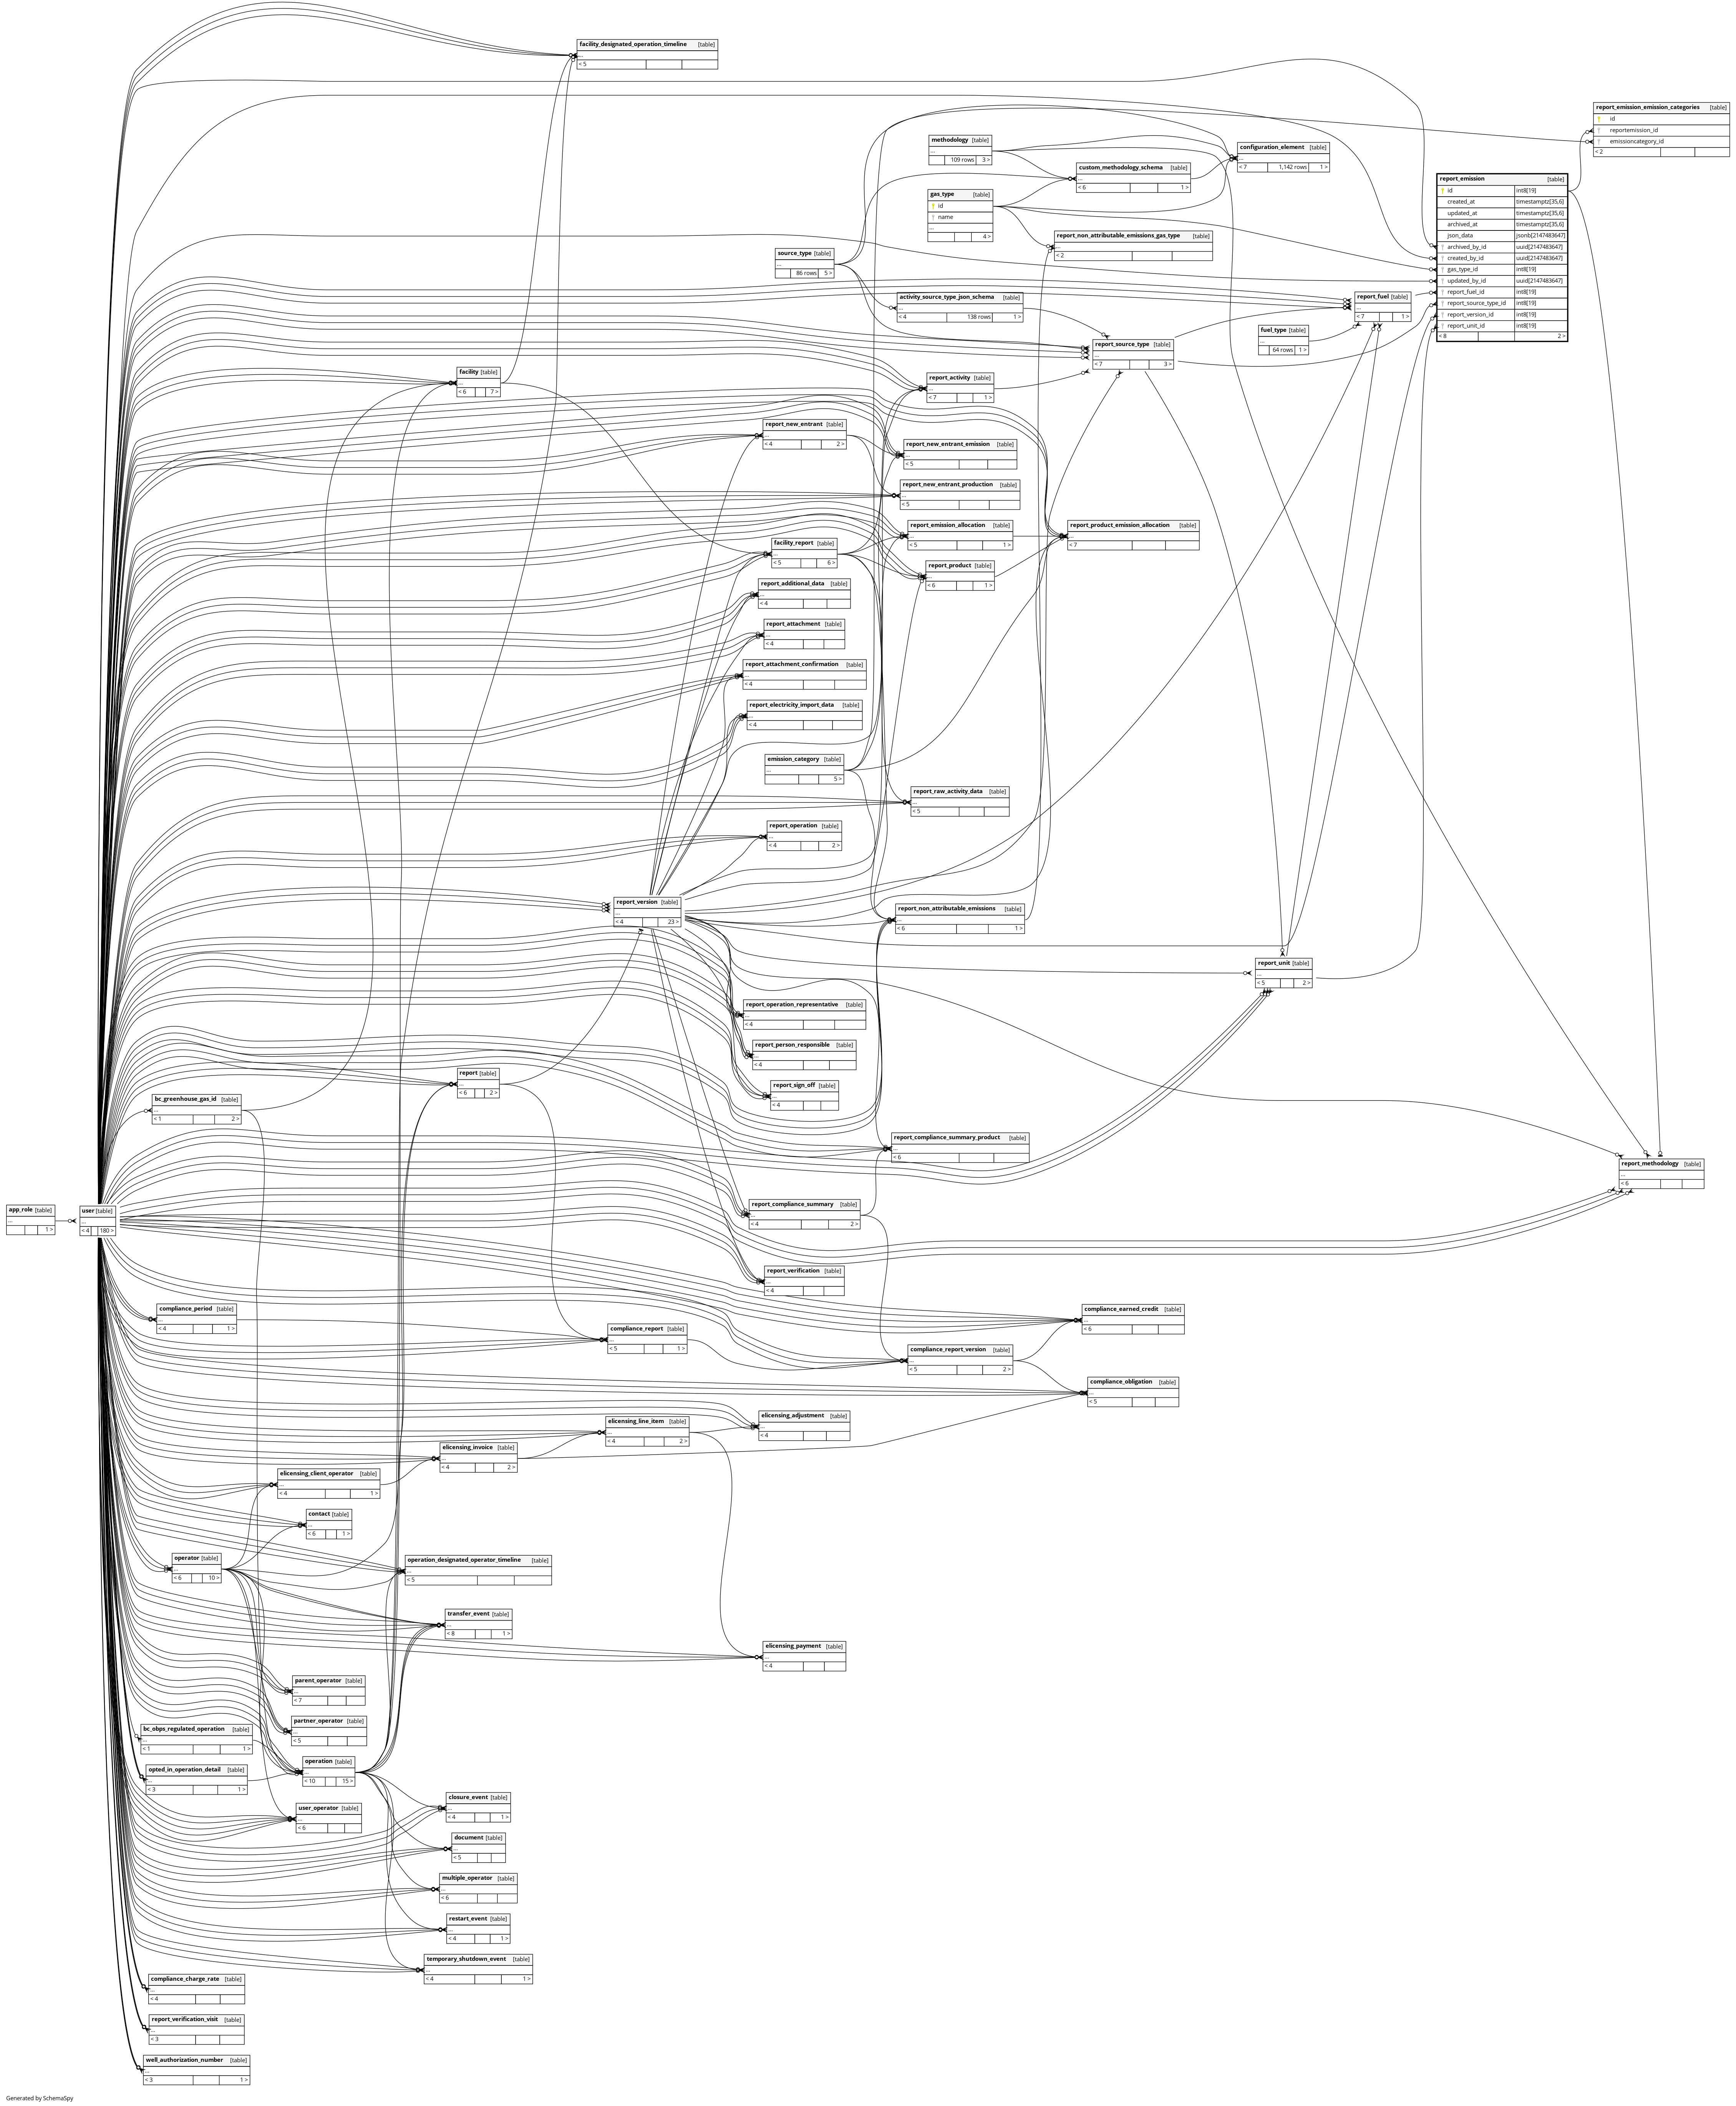 facility_designated_operation_timeline [table]
...
< 5
report_emission_emission_categories [table]
id
reportemission_id
emissioncategory_id
< 2
methodology [table]
...
109 rows 3 >
configuration_element [table]
...
< 7 1,142 rows 1 >
custom_methodology_schema [table]
...
< 6 1 >
report_emission [table]
id int8[19]
created_at timestamptz[35,6]
updated_at timestamptz[35,6]
archived_at timestamptz[35,6]
json_data jsonb[2147483647]
archived_by_id uuid[2147483647]
created_by_id uuid[2147483647]
gas_type_id int8[19]
updated_by_id uuid[2147483647]
report_fuel_id int8[19]
report_source_type_id int8[19]
report_version_id int8[19]
report_unit_id int8[19]
< 8 2 >
gas_type [table]
id
name
...
4 >
report_non_attributable_emissions_gas_type [table]
...
< 2
source_type [table]
...
86 rows 5 >
activity_source_type_json_schema [table]
...
< 4 138 rows 1 >
report_fuel [table]
...
< 7 1 >
fuel_type [table]
...
64 rows 1 >
report_source_type [table]
...
< 7 3 >
facility [table]
...
< 6 7 >
report_activity [table]
...
< 7 1 >
report_new_entrant [table]
...
< 4 2 >
report_new_entrant_emission [table]
...
< 5
report_new_entrant_production [table]
...
< 5
report_emission_allocation [table]
...
< 5 1 >
report_product_emission_allocation [table]
...
< 7
facility_report [table]
...
< 5 6 >
report_product [table]
...
< 6 1 >
report_additional_data [table]
...
< 4
report_attachment [table]
...
< 4
report_attachment_confirmation [table]
...
< 4
report_electricity_import_data [table]
...
< 4
emission_category [table]
...
5 >
report_raw_activity_data [table]
...
< 5
report_operation [table]
...
< 4 2 >
report_version [table]
...
< 4 23 >
report_non_attributable_emissions [table]
...
< 6 1 >
report_unit [table]
...
< 5 2 >
report_operation_representative [table]
...
< 4
report_person_responsible [table]
...
< 4
report [table]
...
< 6 2 >
report_sign_off [table]
...
< 4
bc_greenhouse_gas_id [table]
...
< 1 2 >
report_compliance_summary_product [table]
...
< 6
report_methodology [table]
...
< 6
app_role [table]
...
1 >
user [table]
...
< 4 180 >
report_compliance_summary [table]
...
< 4 2 >
report_verification [table]
...
< 4
compliance_period [table]
...
< 4 1 >
compliance_earned_credit [table]
...
< 6
compliance_report [table]
...
< 5 1 >
compliance_report_version [table]
...
< 5 2 >
compliance_obligation [table]
...
< 5
elicensing_adjustment [table]
...
< 4
elicensing_line_item [table]
...
< 4 2 >
elicensing_invoice [table]
...
< 4 2 >
elicensing_client_operator [table]
...
< 4 1 >
contact [table]
...
< 6 1 >
operator [table]
...
< 6 10 >
operation_designated_operator_timeline [table]
...
< 5
transfer_event [table]
...
< 8 1 >
elicensing_payment [table]
...
< 4
parent_operator [table]
...
< 7
partner_operator [table]
...
< 5
bc_obps_regulated_operation [table]
...
< 1 1 >
operation [table]
...
< 10 15 >
opted_in_operation_detail [table]
...
< 3 1 >
closure_event [table]
...
< 4 1 >
user_operator [table]
...
< 6
document [table]
...
< 5
multiple_operator [table]
...
< 6
restart_event [table]
...
< 4 1 >
temporary_shutdown_event [table]
...
< 4 1 >
compliance_charge_rate [table]
...
< 4
report_verification_visit [table]
...
< 3
well_authorization_number [table]
...
< 3 1 >
Generated by SchemaSpy